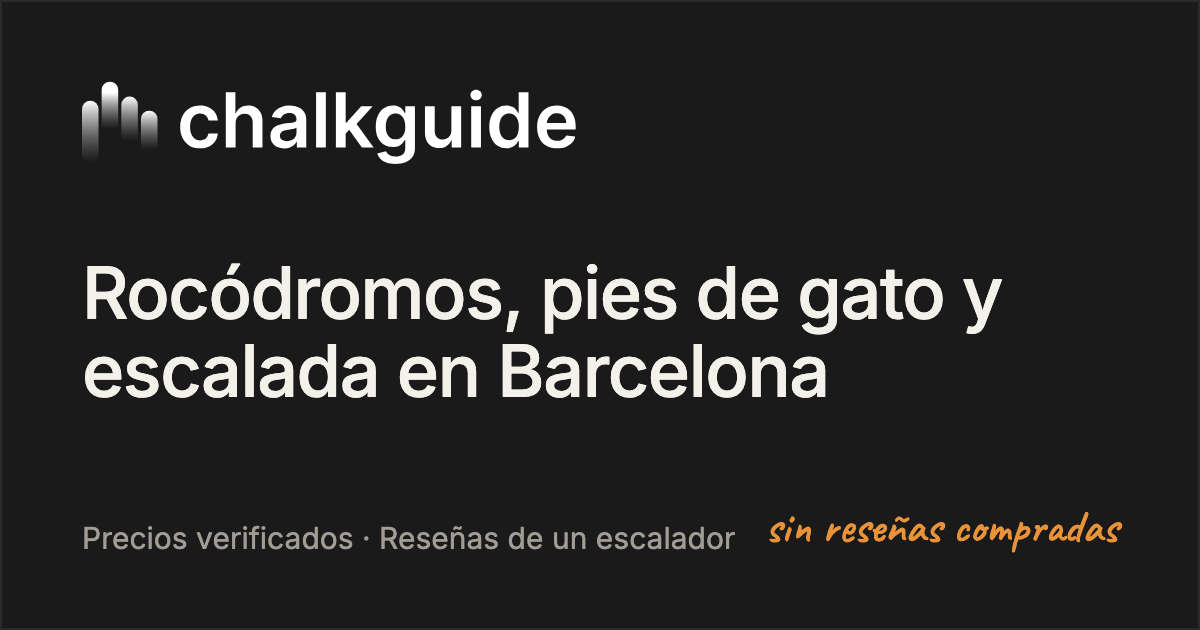 chalkguide
Rocódromos, pies de gato y
escalada en Barcelona
Precios verificados · Reseñas de un escalador
sin reseñas compradas